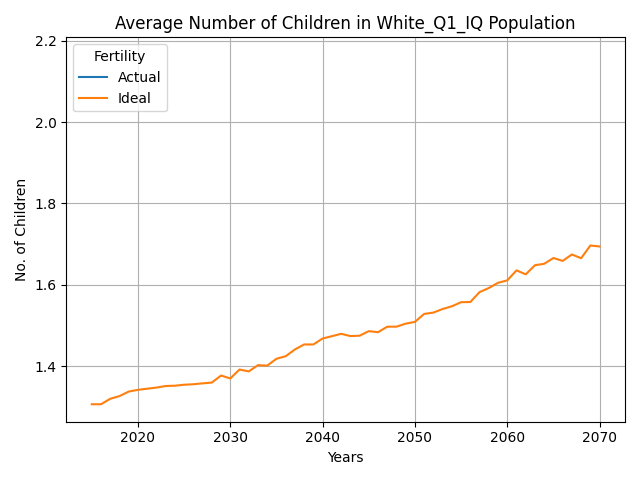 Average Number of Children in White_Q1_IQ Population
Fertility
Actual
Ideal
No. of Children
2.2
2.0
1.8
1.6
1.4
2020 2030 2040 2050 2060 2070
Years